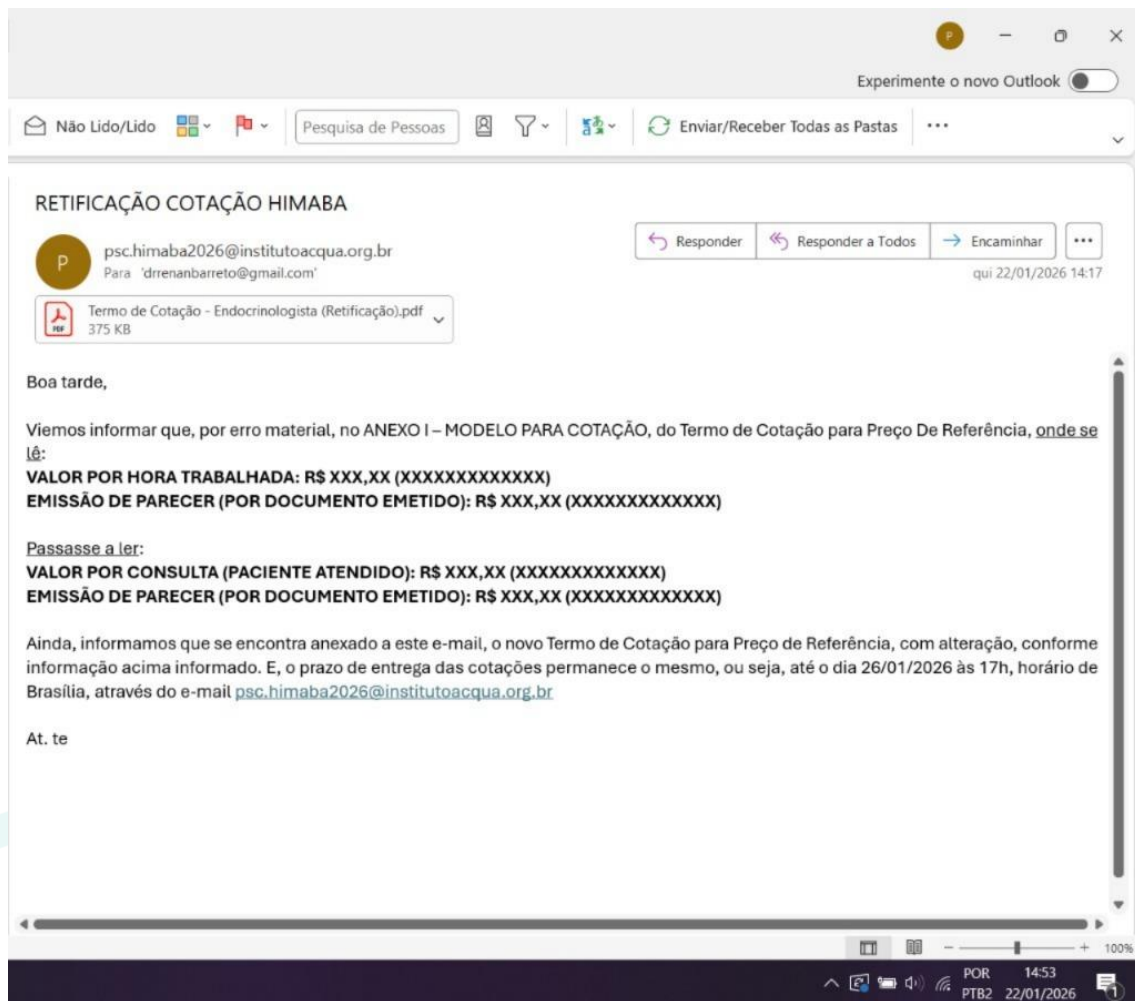 P
Experimente o novo Outlook
Não Lido/Lido
Pesquisa de Pessoas
Enviar/Receber Todas as Pastas
RETIFICAÇÃO COTAÇÃO HIMABA
P
psc.himaba2026@institutoacqua.org.br
Para 'drrenanbarreto@gmail.com'
Responder
Responder a Todos
Encaminhar
qui 22/01/2026 14:17
PDF
Termo de Cotação - Endocrinologista (Retificação).pdf
375 KB
Boa tarde,
Viemos informar que, por erro material, no ANEXO I – MODELO PARA COTAÇÃO, do Termo de Cotação para Preço De Referência, onde se
lê:
VALOR POR HORA TRABALHADA: R$ XXX,XX (XXXXXXXXXXXXX)
EMISSÃO DE PARECER (POR DOCUMENTO EMETIDO): R$ XXX,XX (XXXXXXXXXXXXX)
Passasse a ler:
VALOR POR CONSULTA (PACIENTE ATENDIDO): R$ XXX,XX (XXXXXXXXXXXXX)
EMISSÃO DE PARECER (POR DOCUMENTO EMETIDO): R$ XXX,XX (XXXXXXXXXXXXX)
Ainda, informamos que se encontra anexado a este e-mail, o novo Termo de Cotação para Preço de Referência, com alteração, conforme
informação acima informado. E, o prazo de entrega das cotações permanece o mesmo, ou seja, até o dia 26/01/2026 às 17h, horário de
Brasília, através do e-mail psc.himaba2026@institutoacqua.org.br
At. te
100%
POR
PTB2
14:53
22/01/2026
1